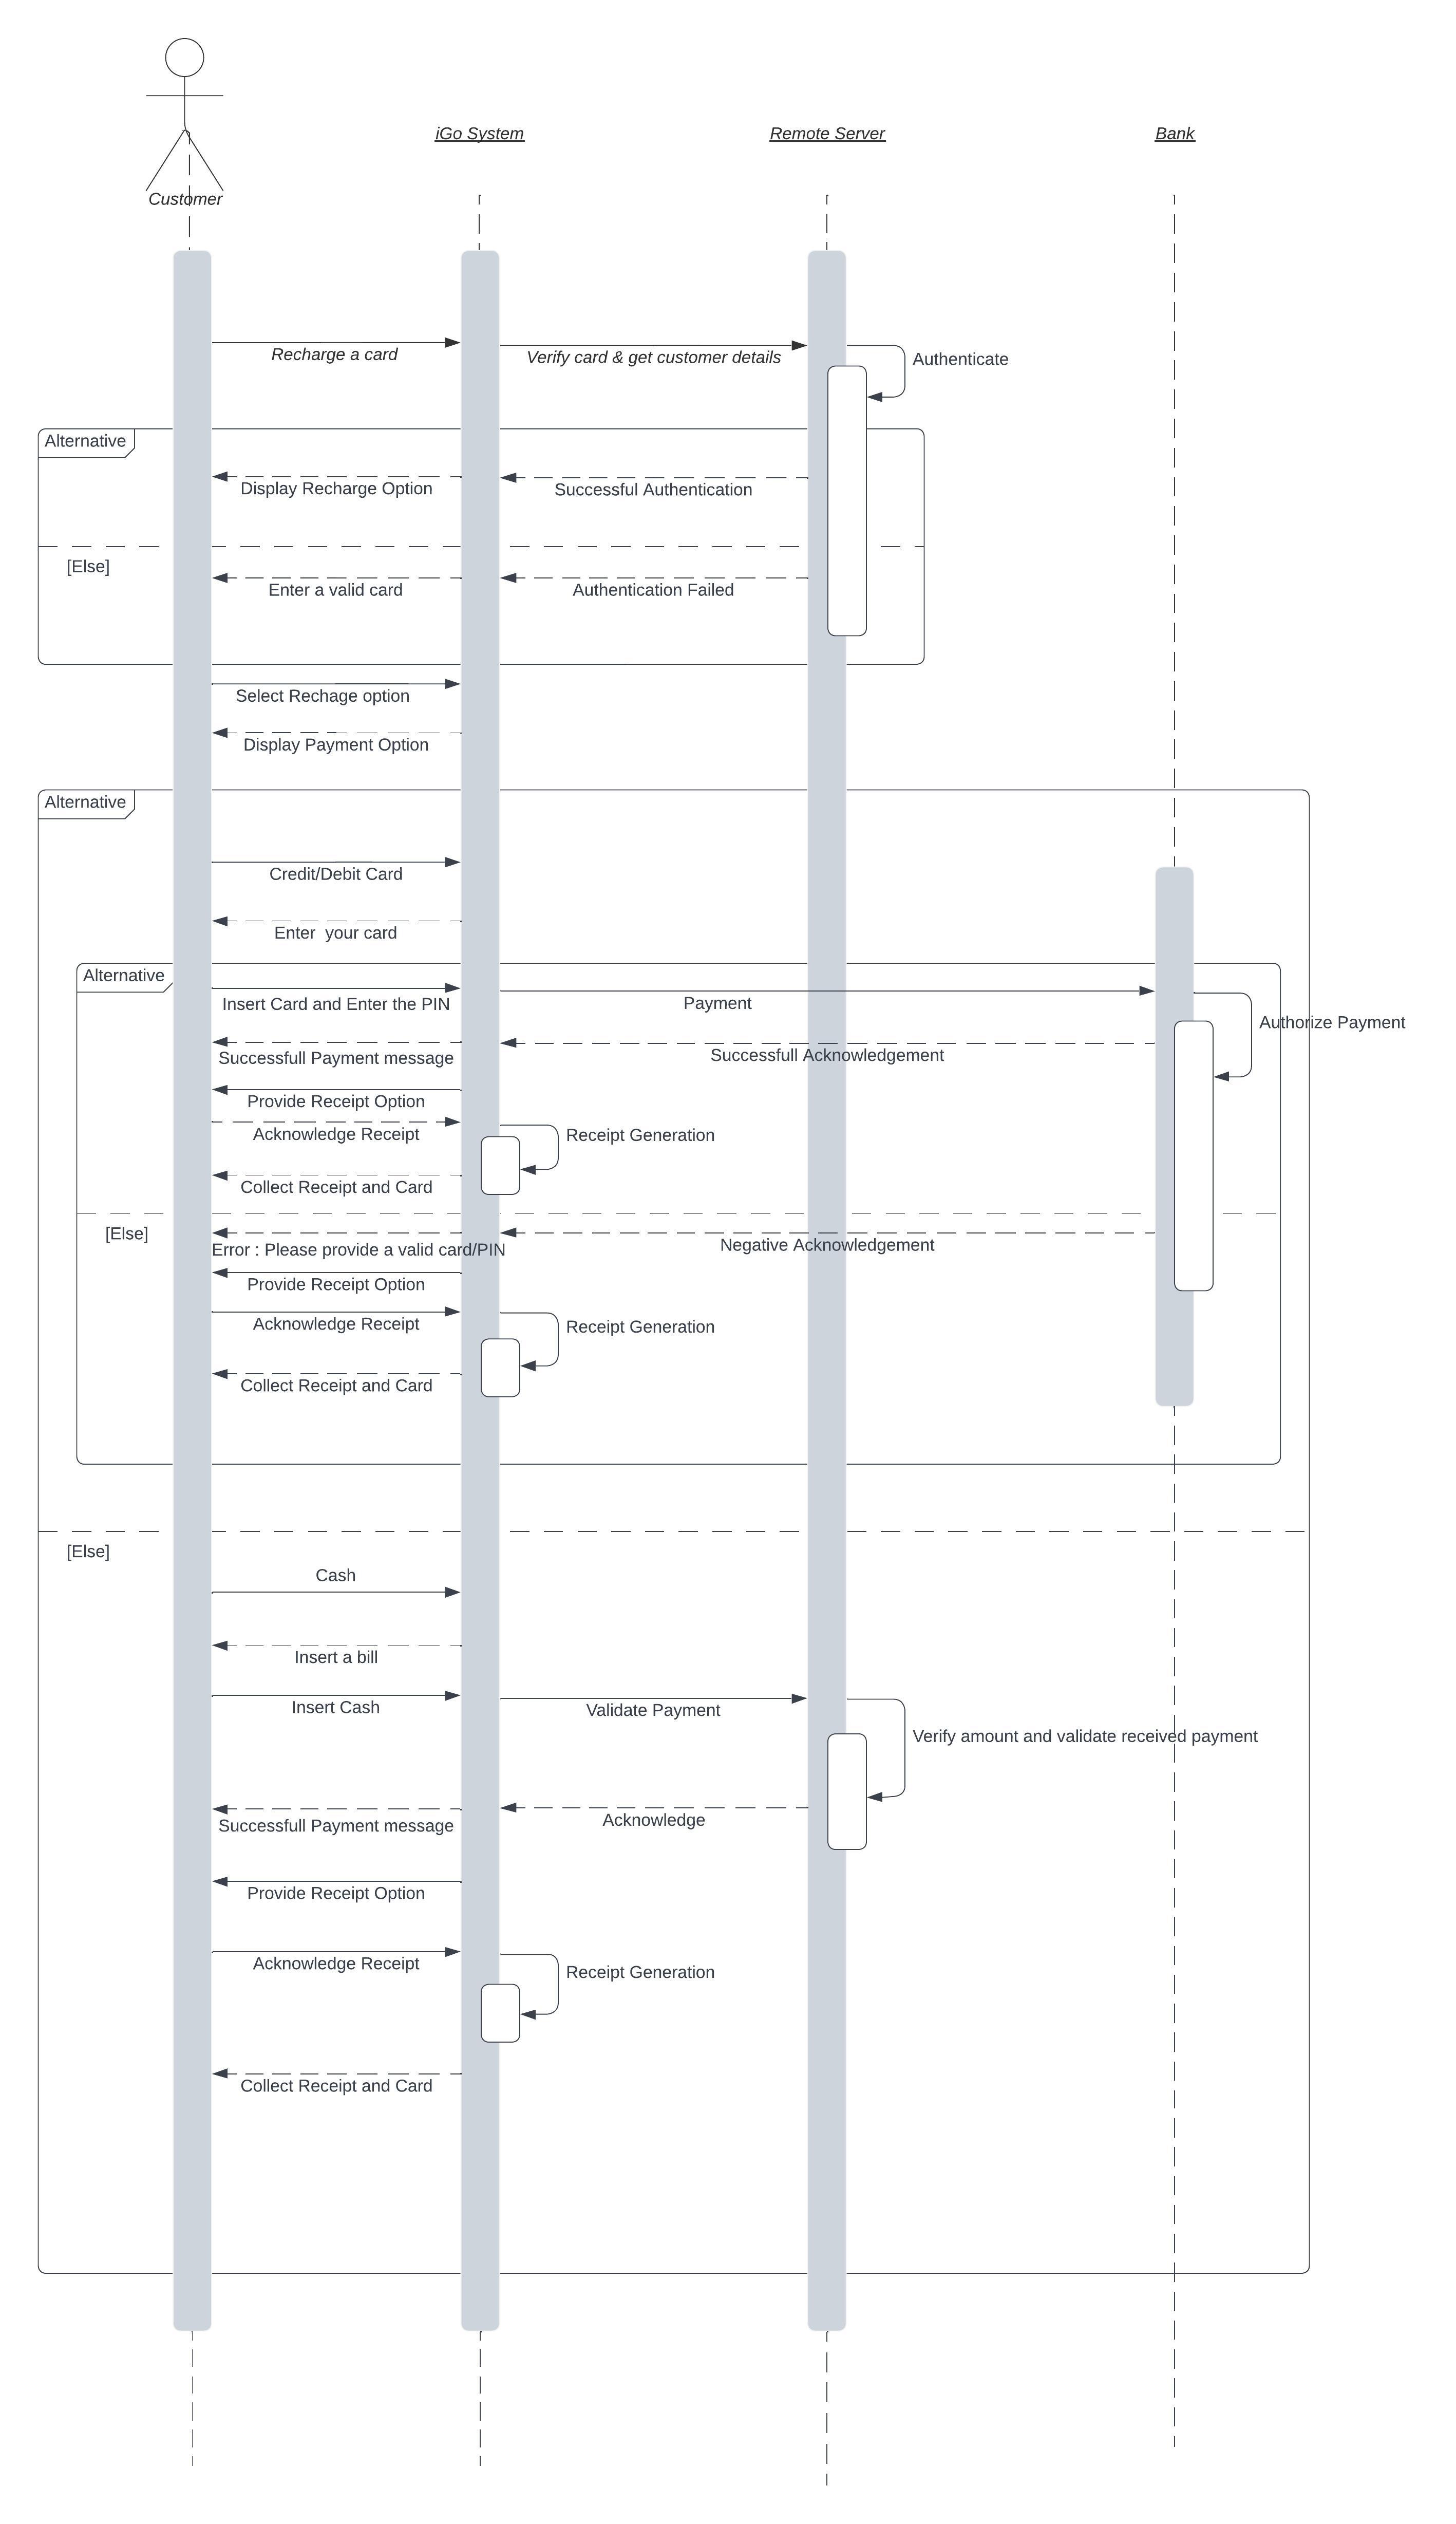 iGo System
Remote Server
Bank
Customer
Recharge a card
Verify card & get customer details
Authenticate
Alternative
Display Recharge Option
Successful Authentication
[Else]
Enter a valid card
Authentication Failed
Select Rechage option
Display Payment Option
Alternative
Credit/Debit Card
Enter  your card
Alternative
Insert Card and Enter the PIN
Payment
Authorize Payment
Successfull Payment message
Successfull Acknowledgement
Provide Receipt Option
Acknowledge Receipt
Receipt Generation
Collect Receipt and Card
[Else]
Negative Acknowledgement
Error : Please provide a valid card/PIN
Provide Receipt Option
Acknowledge Receipt
Receipt Generation
Collect Receipt and Card
[Else]
Cash
Insert a bill
Insert Cash
Validate Payment
Verify amount and validate received payment
Successfull Payment message
Acknowledge
Provide Receipt Option
Acknowledge Receipt
Receipt Generation
Collect Receipt and Card